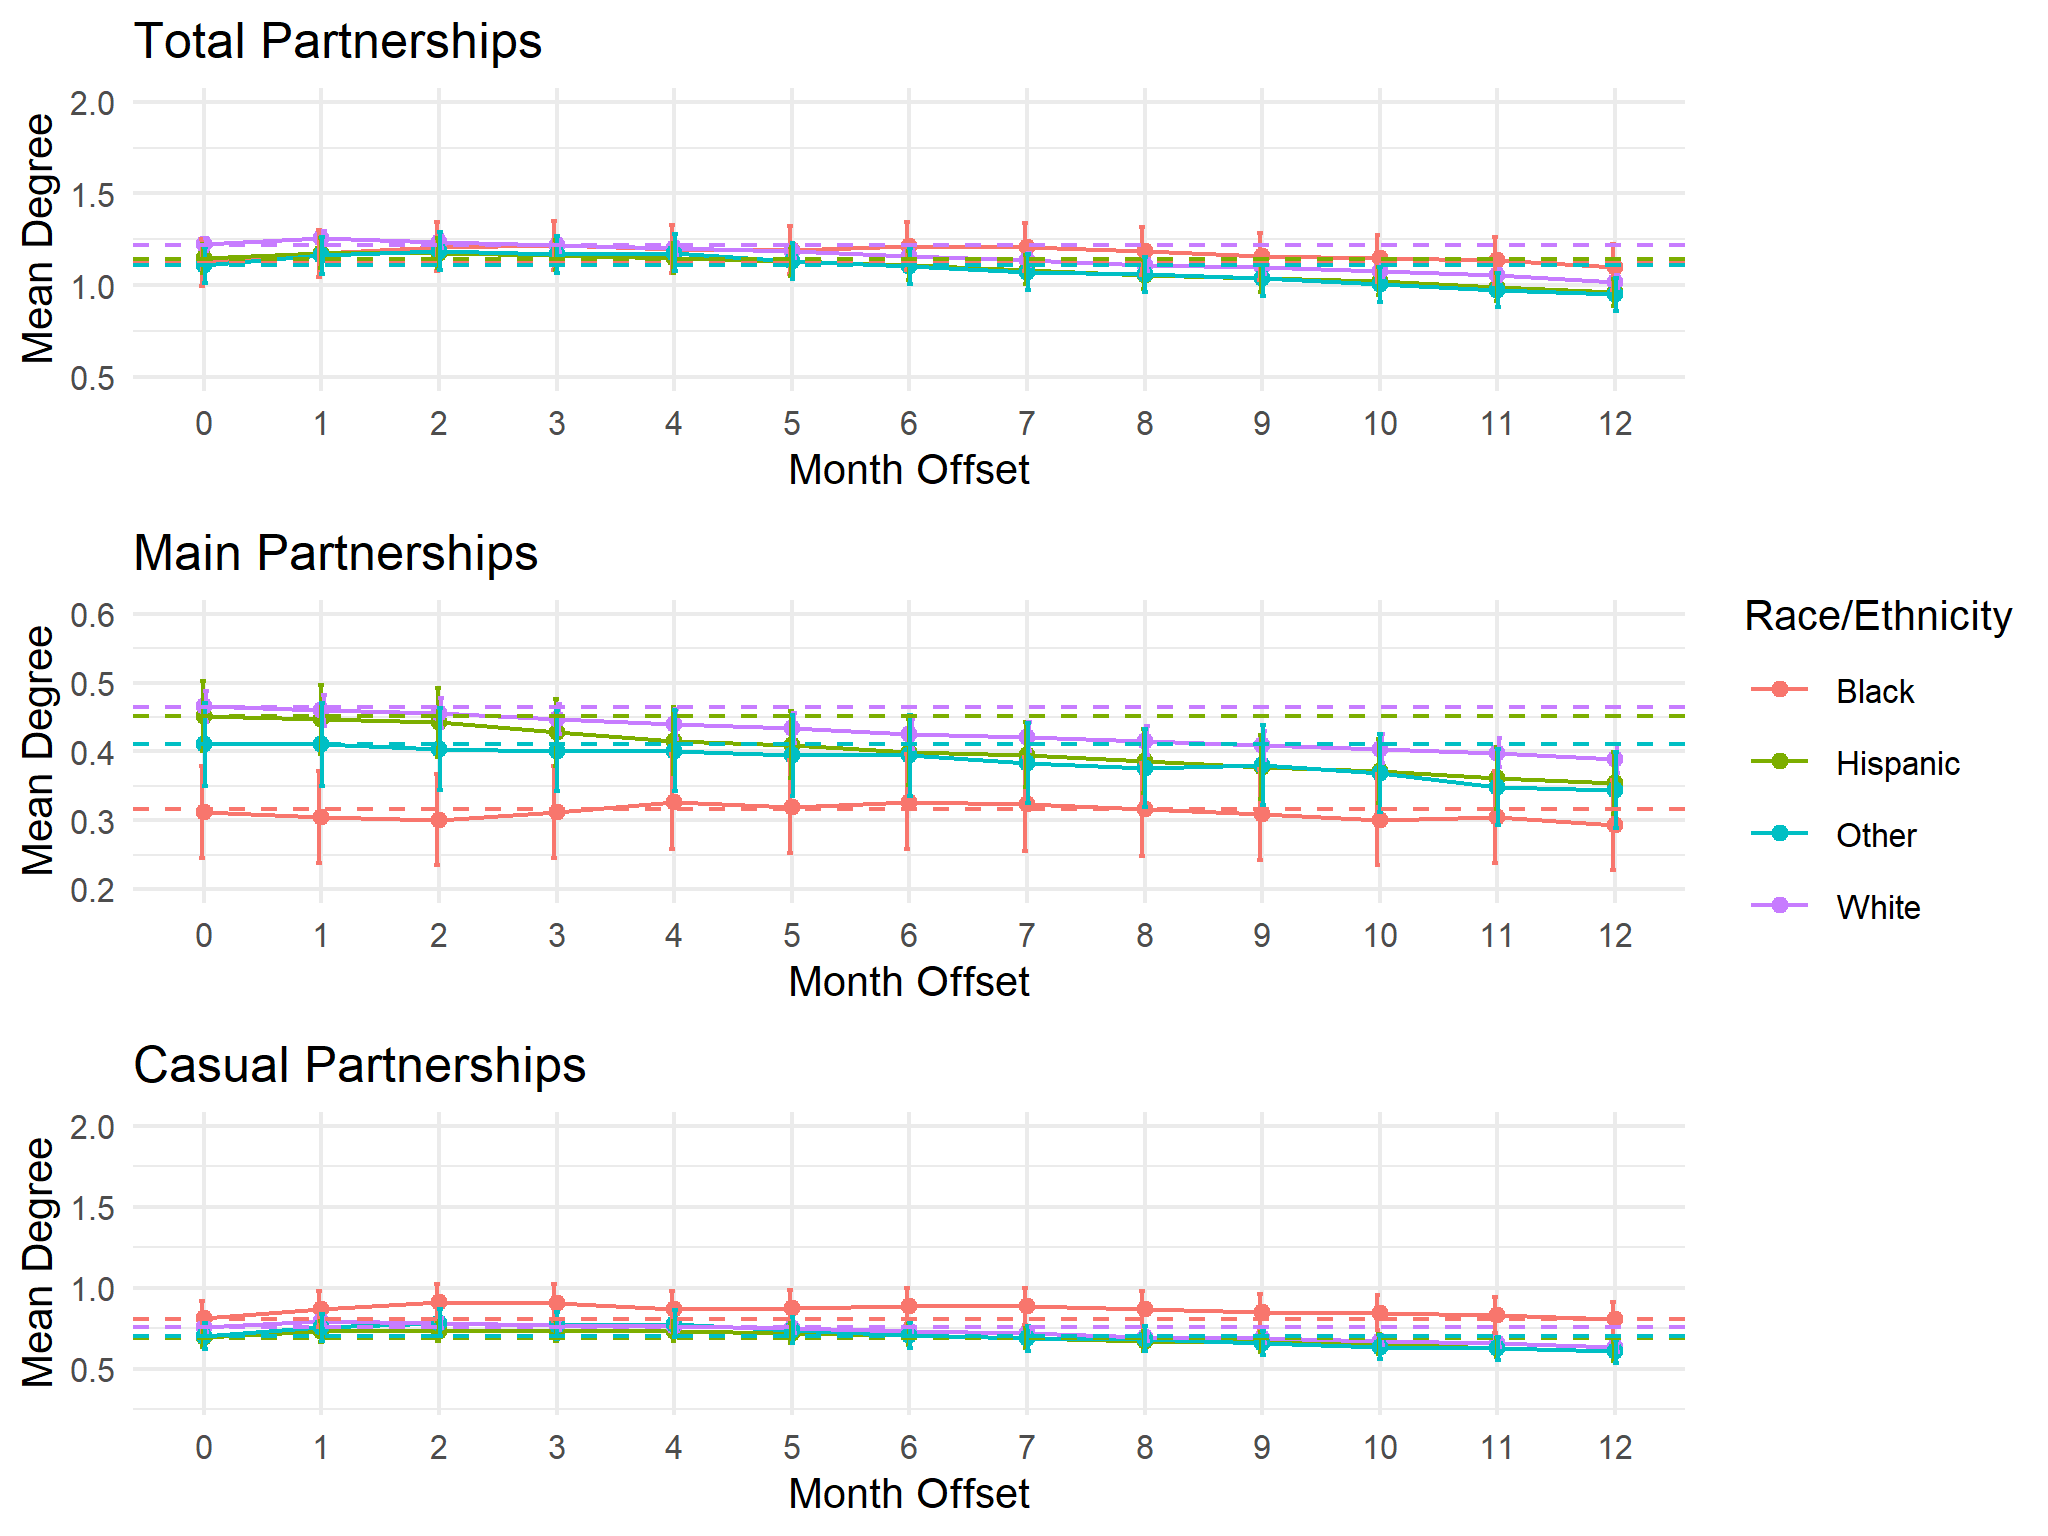 Total Partnerships
Mean Degree
2.0
1.5
1.0
0.5
0 1 2 3 4 5 6 7 8 9 10 11 12
Month Offset
Main Partnerships
Mean Degree
0.6
0.5
0.4
0.3
0.2
0 1 2 3 4 5 6 7 8 9 10 11 12
Month Offset
Race/Ethnicity
Black
Hispanic
Other
White
Casual Partnerships
Mean Degree
2.0
1.5
1.0
0.5
0 1 2 3 4 5 6 7 8 9 10 11 12
Month Offset